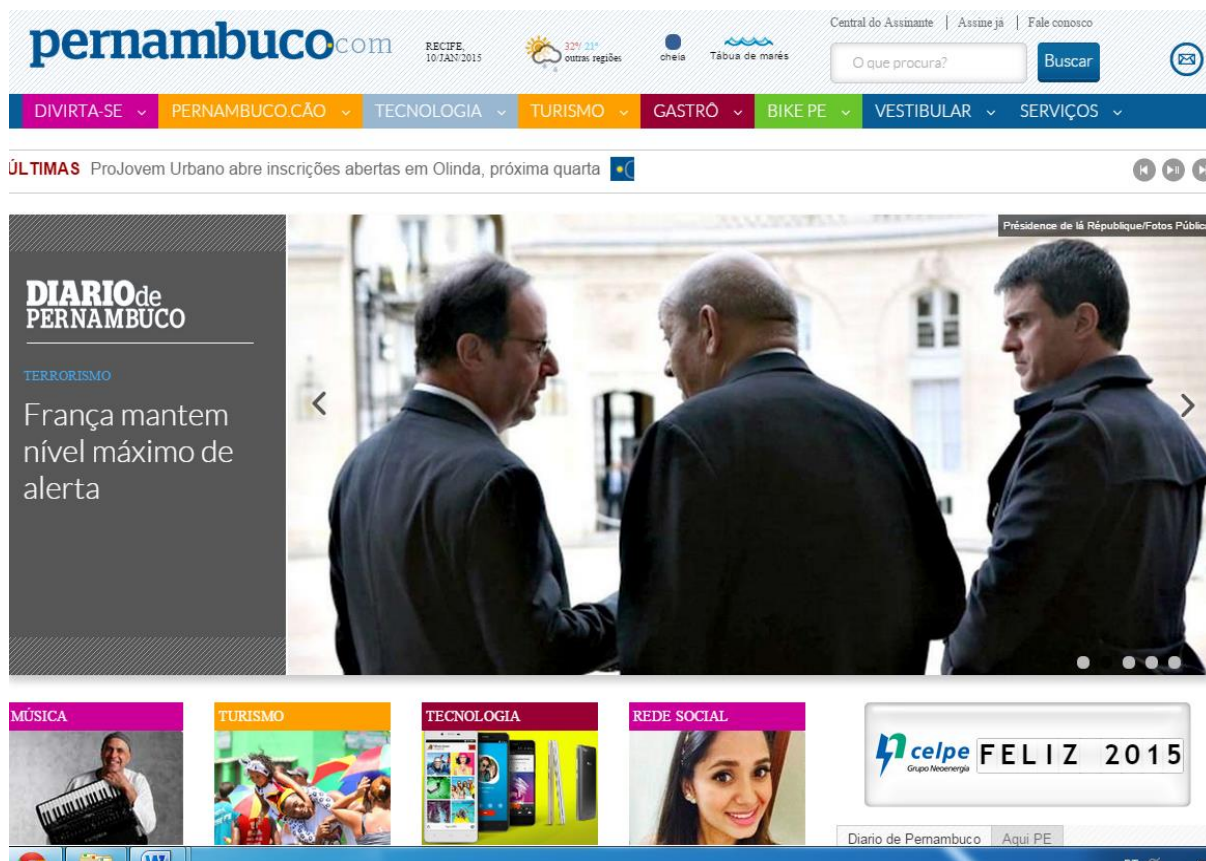 Central do Assinante | Assine já | Fale conosco
pernambuco.com
RECIFE,
10/JAN/2015
32°/ 21°
outras regiões
cheia
Tábua de marés
O que procura?
Buscar
DIVIRTA-SE
PERNAMBUCO.CÃO
TECNOLOGIA
TURISMO
GASTRÔ
BIKE PE
VESTIBULAR
SERVIÇOS
ÚLTIMAS ProJovem Urbano abre inscrições abertas em Olinda, próxima quarta
Présidence de lá République/Fotos Públic
DIARIO de
PERNAMBUCO
TERRORISMO
França mantem
nível máximo de
alerta
MÚSICA
TURISMO
TECNOLOGIA
REDE SOCIAL
celpe
Grupo Neoenergia
FELIZ 2015
Diario de Pernambuco
Aqui PE